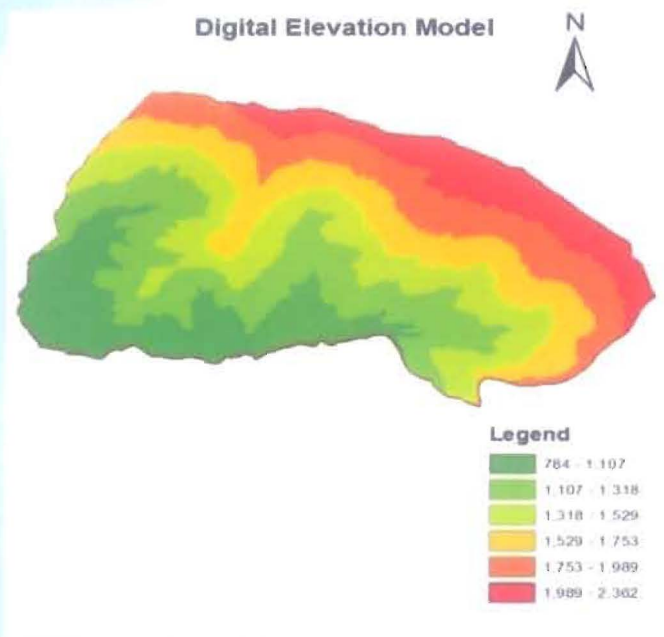 Digital Elevation Model
N
Legend
784 - 1.107
1.107 - 1.318
1.318 - 1.529
1.529 - 1.753
1.753 - 1.989
1.989 - 2.362